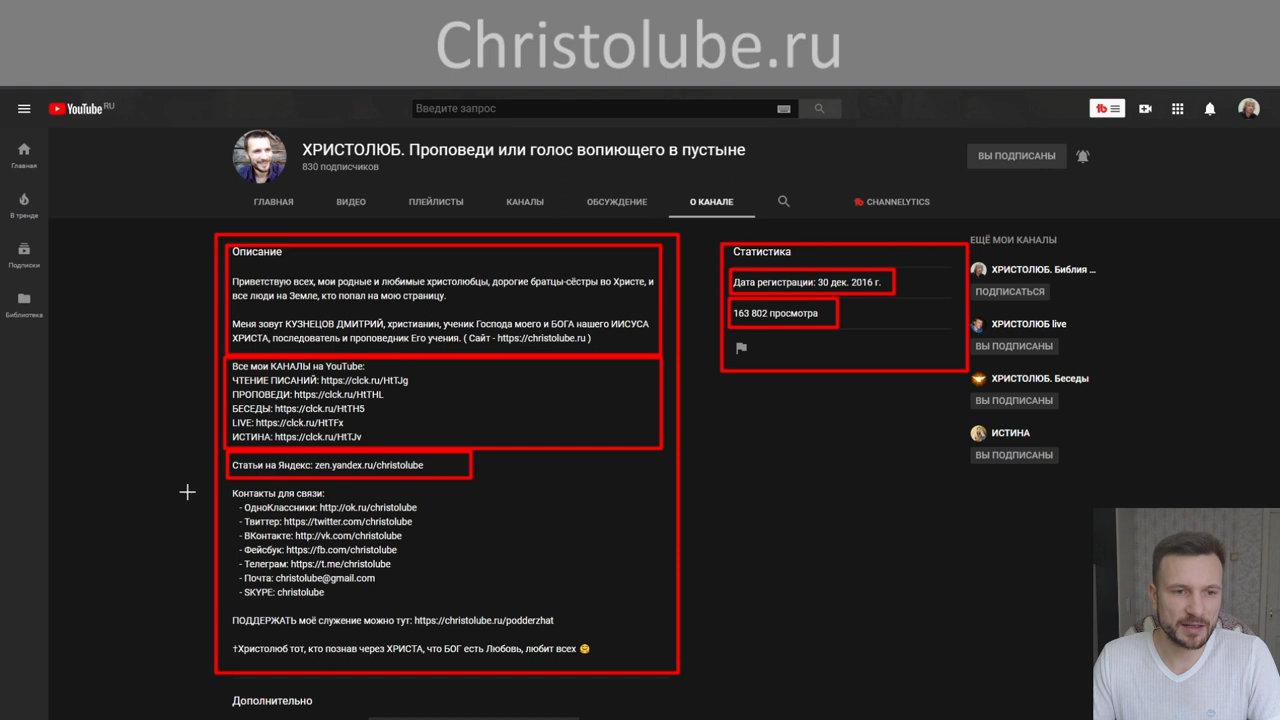 Christolube.ru
YouTube RU
Введите запрос
Главная
В тренде
Подписки
Библиотека
ХРИСТОЛЮБ. Проповеди или голос вопиющего в пустыне
830 подписчиков
ВЫ ПОДПИСАНЫ
ГЛАВНАЯ ВИДЕО ПЛЕЙЛИСТЫ КАНАЛЫ ОБСУЖДЕНИЕ О КАНАЛЕ CHANNELYTICS
Описание
Приветствую всех, мои родные и любимые христолюбцы, дорогие братцы-сёстры во Христе, и
все люди на Земле, кто попал на мою страницу.
Меня зовут КУЗНЕЦОВ ДМИТРИЙ, христианин, ученик Господа моего и БОГА нашего ИИСУСА
ХРИСТА, последователь и проповедник Его учения. ( Сайт - https://christolube.ru )
Все мои КАНАЛЫ на YouTube:
ЧТЕНИЕ ПИСАНИЙ: https://clck.ru/HtTJg
ПРОПОВЕДИ: https://clck.ru/HtTHL
БЕСЕДЫ: https://clck.ru/HtTH5
LIVE: https://clck.ru/HtTFx
ИСТИНА: https://clck.ru/HtTJv
Статьи на Яндекс: zen.yandex.ru/christolube
Контакты для связи:
- ОдноКлассники: http://ok.ru/christolube
- Твиттер: https://twitter.com/christolube
- ВКонтакте: http://vk.com/christolube
- Фейсбук: https://fb.com/christolube
- Телеграм: https://t.me/christolube
- Почта: christolube@gmail.com
- SKYPE: christolube
ПОДДЕРЖАТЬ моё служение можно тут: https://christolube.ru/podderzhat
†Христолюб тот, кто познав через ХРИСТА, что БОГ есть Любовь, любит всех
Дополнительно
Статистика
Дата регистрации: 30 дек. 2016 г.
163 802 просмотра
ЕЩЁ МОИ КАНАЛЫ
ХРИСТОЛЮБ. Библия ...
ПОДПИСАТЬСЯ
ХРИСТОЛЮБ live
ВЫ ПОДПИСАНЫ
ХРИСТОЛЮБ. Беседы
ВЫ ПОДПИСАНЫ
ИСТИНА
ВЫ ПОДПИСАНЫ